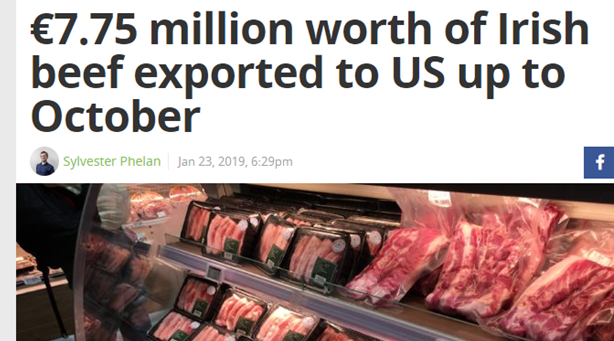 €7.75 million worth of Irish
beef exported to US up to
October
Sylvester Phelan
Jan 23, 2019, 6:29pm
f